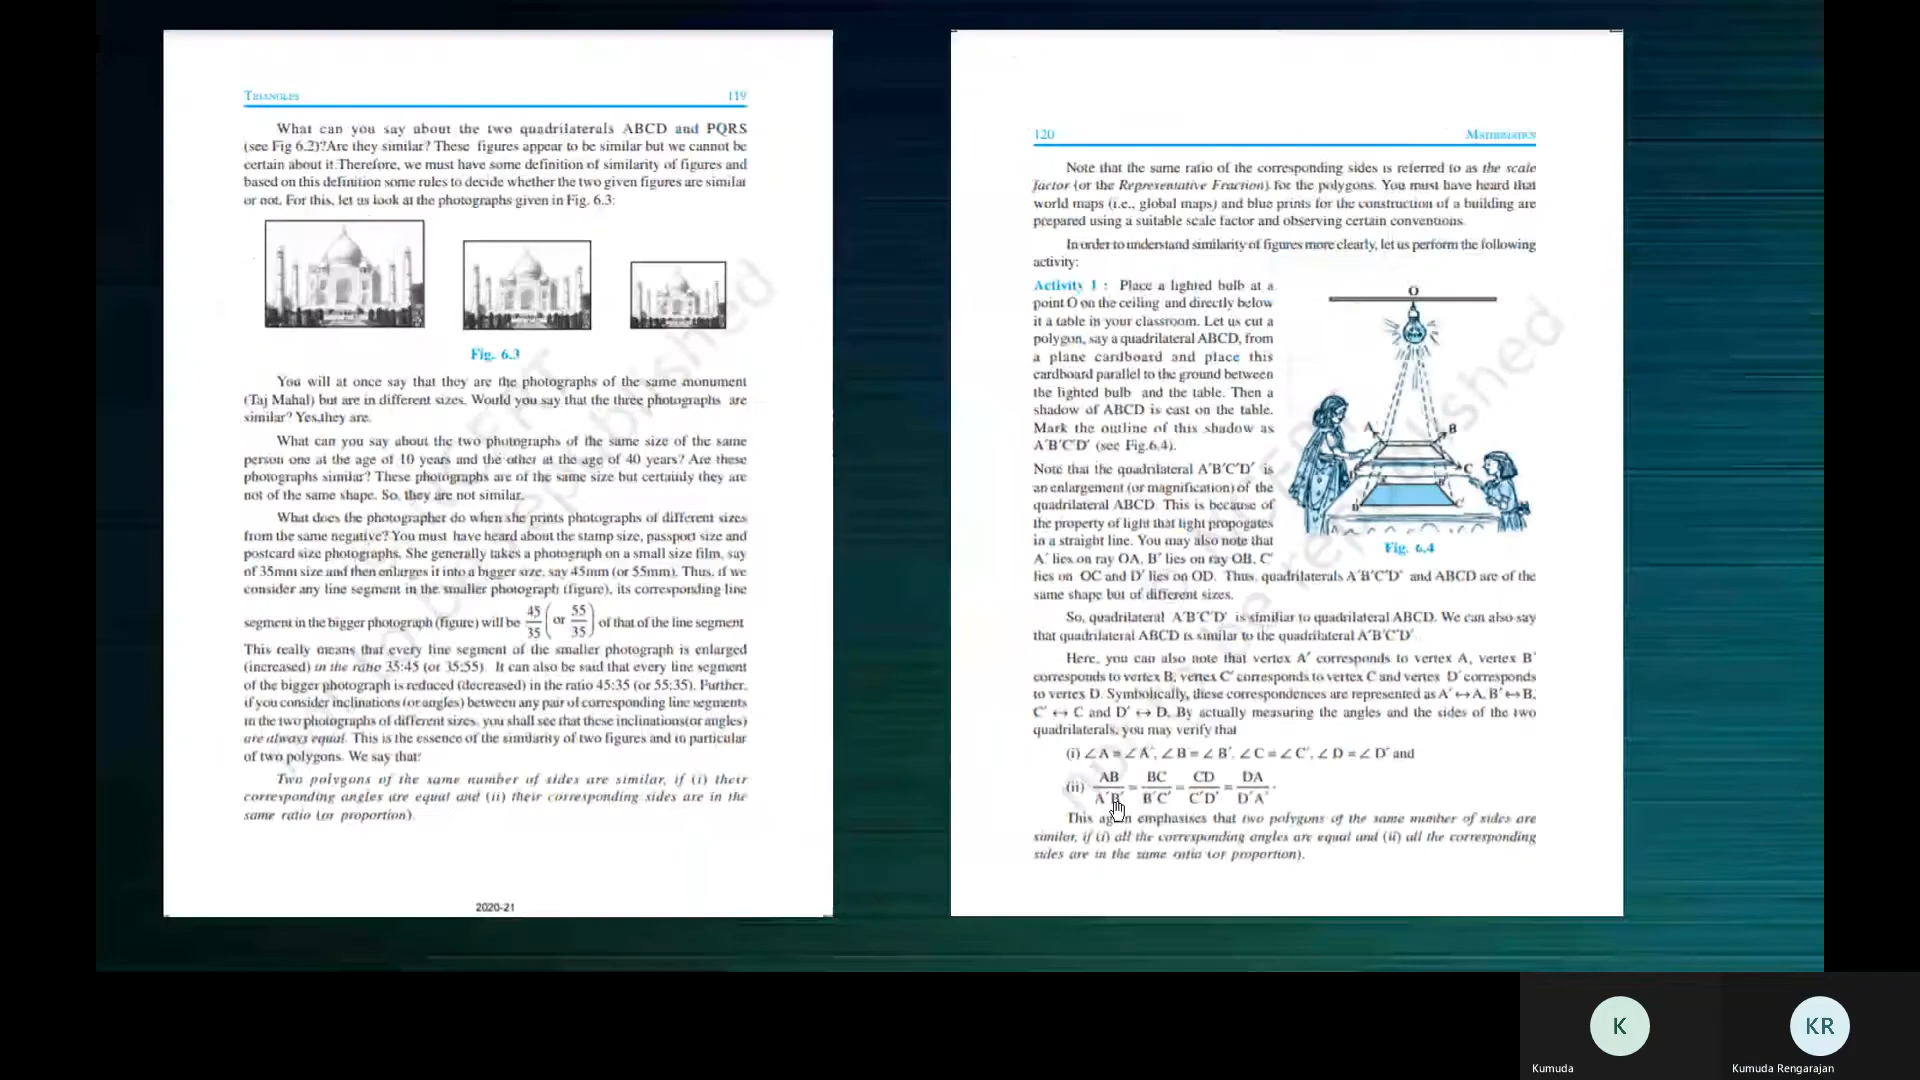 TRIANGLES 119
What can you say about the two quadrilaterals ABCD and PQRS
(see Fig 6.2)?Are they similar? These figures appear to be similar but we cannot be
certain about it.Therefore, we must have some definition of similarity of figures and
based on this definition some rules to decide whether the two given figures are similar
or not. For this, let us look at the photographs given in Fig. 6.3:
Fig. 6.3
You will at once say that they are the photographs of the same monument
(Taj Mahal) but are in different sizes. Would you say that the three photographs are
similar? Yes,they are.
What can you say about the two photographs of the same size of the same
person one at the age of 10 years and the other at the age of 40 years? Are these
photographs similar? These photographs are of the same size but certainly they are
not of the same shape. So, they are not similar.
What does the photographer do when she prints photographs of different sizes
from the same negative? You must have heard about the stamp size, passport size and
postcard size photographs. She generally takes a photograph on a small size film, say
of 35mm size and then enlarges it into a bigger size, say 45mm (or 55mm). Thus, if we
consider any line segment in the smaller photograph (figure), its corresponding line
segment in the bigger photograph (figure) will be 45/35 (or 55/35) of that of the line segment
This really means that every line segment of the smaller photograph is enlarged
(increased) in the ratio 35:45 (or 35:55). It can also be said that every line segment
of the bigger photograph is reduced (decreased) in the ratio 45:35 (or 55:35). Further,
if you consider inclinations (or angles) between any pair of corresponding line segments
in the two photographs of different sizes, you shall see that these inclinations(or angles)
are always equal. This is the essence of the similarity of two figures and in particular
of two polygons. We say that:
Two polygons of the same number of sides are similar, if (i) their
corresponding angles are equal and (ii) their corresponding sides are in the
same ratio (or proportion).
2020-21
120 MATHEMATICS
Note that the same ratio of the corresponding sides is referred to as the scale
factor (or the Representative Fraction) for the polygons. You must have heard that
world maps (i.e., global maps) and blue prints for the construction of a building are
prepared using a suitable scale factor and observing certain conventions.
In order to understand similarity of figures more clearly, let us perform the following
activity:
Activity 1 : Place a lighted bulb at a
point O on the ceiling and directly below
it a table in your classroom. Let us cut a
polygon, say a quadrilateral ABCD, from
a plane cardboard and place this
cardboard parallel to the ground between
the lighted bulb and the table. Then a
shadow of ABCD is cast on the table.
Mark the outline of this shadow as
A′B′C′D′ (see Fig.6.4).
Note that the quadrilateral A′B′C′D′ is
an enlargement (or magnification) of the
quadrilateral ABCD. This is because of
the property of light that light propogates
in a straight line. You may also note that
A′ lies on ray OA, B′ lies on ray OB, C′
O
A
B
C
Fig. 6.4
lies on OC and D′ lies on OD. Thus, quadrilaterals A′B′C′D′ and ABCD are of the
same shape but of different sizes.
So, quadrilateral A′B′C′D′ is similiar to quadrilateral ABCD. We can also say
that quadrilateral ABCD is similar to the quadrilateral A′B′C′D′.
Here, you can also note that vertex A′ corresponds to vertex A, vertex B′
corresponds to vertex B, vertex C′ corresponds to vertex C and vertex D′ corresponds
to vertex D. Symbolically, these correspondences are represented as A′ ↔ A, B′ ↔ B,
C′ ↔ C and D′ ↔ D. By actually measuring the angles and the sides of the two
quadrilaterals, you may verify that
(i) ∠ A = ∠ A′, ∠ B = ∠ B′, ∠ C = ∠ C′, ∠ D = ∠ D′ and
(ii) AB/A′B′ = BC/B′C′ = CD/C′D′ = DA/D′A′.
This again emphasises that two polygons of the same number of sides are
similar, if (i) all the corresponding angles are equal and (ii) all the corresponding
sides are in the same ratio (or proportion).
K
KR
Kumuda
Kumuda Rengarajan